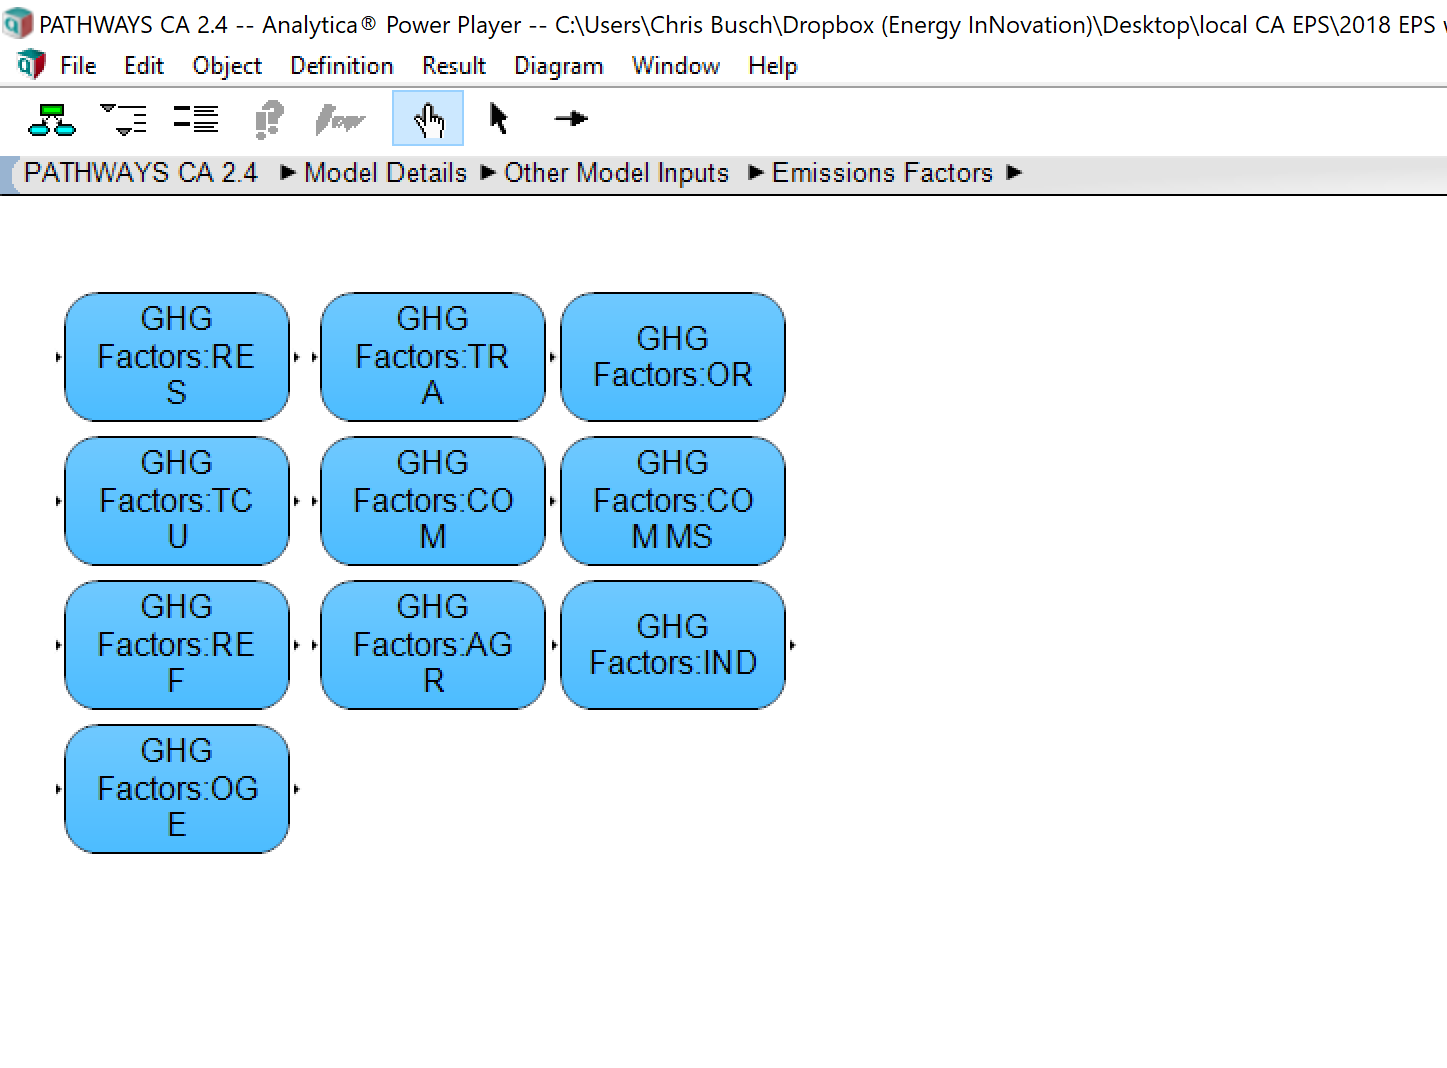 PATHWAYS CA 2.4 -- Analytica® Power Player -- C:\Users\Chris Busch\Dropbox (Energy InNovation)\Desktop\local CA EPS\2018 EPS
File Edit Object Definition Result Diagram Window Help
PATHWAYS CA 2.4 ▶ Model Details ▶ Other Model Inputs ▶ Emissions Factors ▶
GHG
Factors:RE
S
GHG
Factors:TR
A
GHG
Factors:OR
GHG
Factors:TC
U
GHG
Factors:CO
M
GHG
Factors:CO
M MS
GHG
Factors:RE
F
GHG
Factors:AG
R
GHG
Factors:IND
GHG
Factors:OG
E